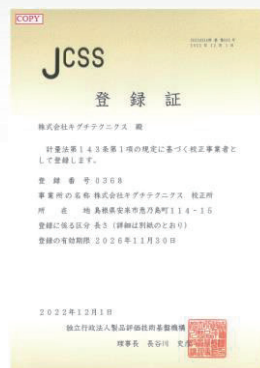 COPY
JCSS
登録証
株式会社キグチテクニクス 殿
計量法第143条第1項の規定に基づく校正事業者と
して登録します。
登録番号 0368
事業所の名称 株式会社キグチテクニクス 校正所
所在地 島根県安来市恵乃島町114-15
登録に係る区分 長さ(詳細は別紙のとおり)
登録の有効期限 2026年11月30日
2022年12月1日
独立行政法人製品評価技術基盤機構
理事長 長谷川 史彦